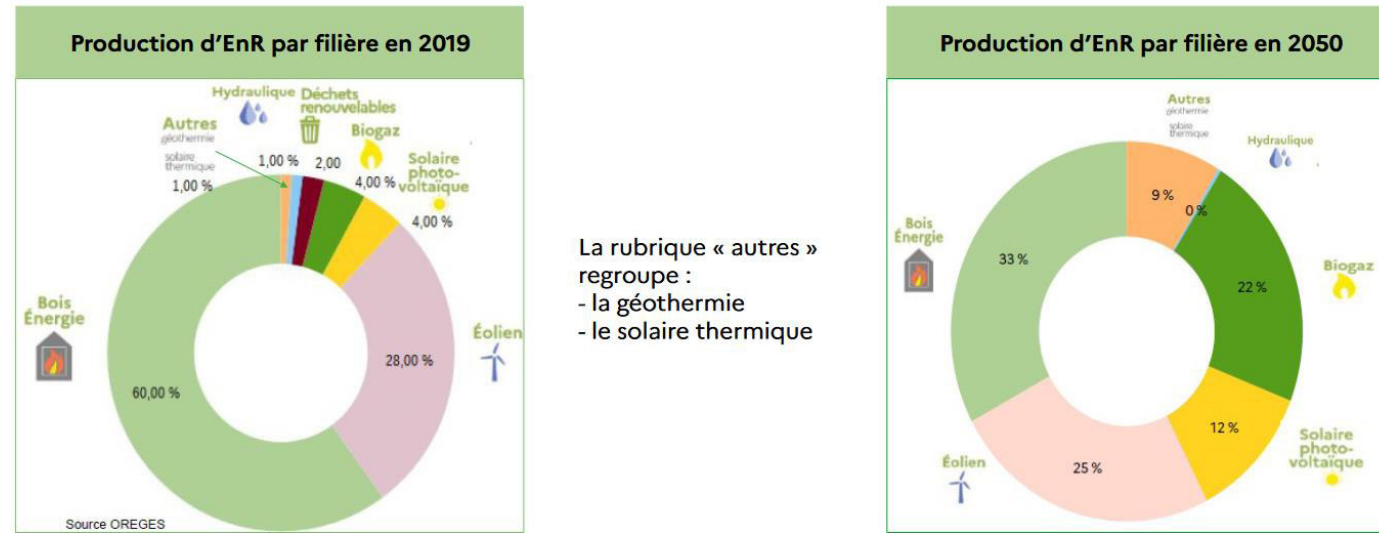 Production d'EnR par filière en 2019
Hydraulique
Déchets
renouvelables
Autres
géothermie
solaire
thermique
1,00 %
1,00 %
2,00
Biogaz
4,00 %
Solaire
photo-
voltaïque
4,00 %
Bois
Énergie
60,00 %
28,00 %
Éolien
Source OREGES
La rubrique « autres »
regroupe :
- la géothermie
- le solaire thermique
Production d'EnR par filière en 2050
Autres
géothermie
solaire
thermique
Hydraulique
9 %
0 %
Bois
Énergie
33 %
22 %
Biogaz
12 %
Solaire
photo-
voltaïque
Éolien
25 %